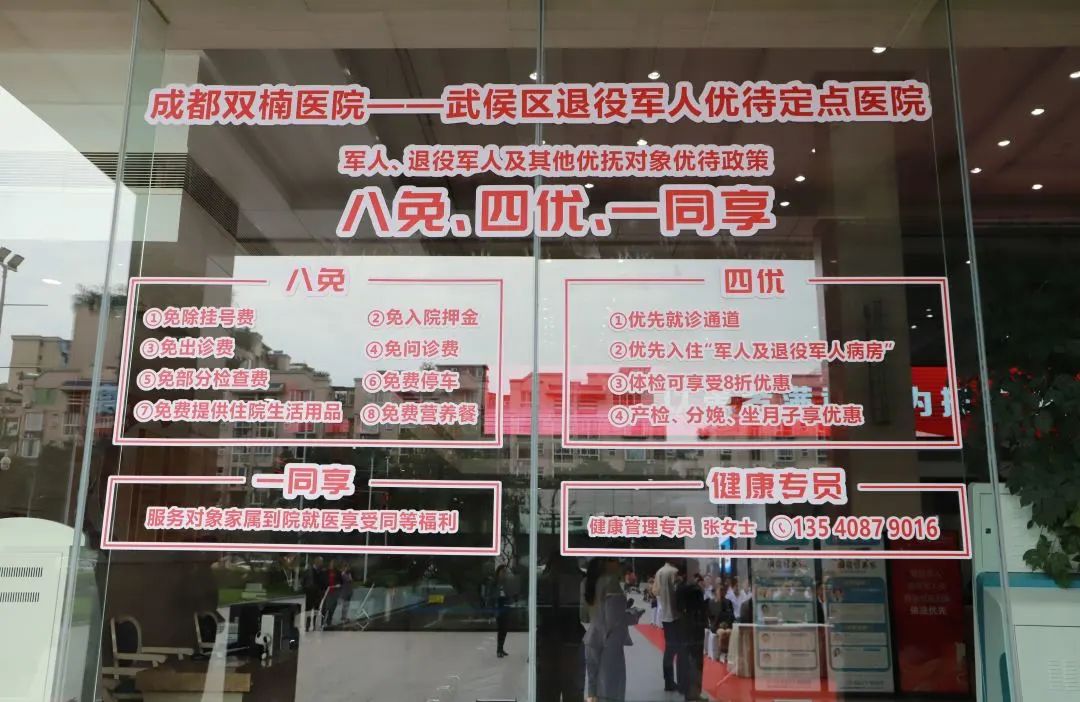 成都双楠医院——武侯区退役军人优待定点医院
军人、退役军人及其他优抚对象优待政策
八免、四优、一同享
八免
①免除挂号费 ②免入院押金
③免出诊费 ④免问诊费
⑤免部分检查费 ⑥免费停车
⑦免费提供住院生活用品 ⑧免费营养餐
四优
①优先就诊通道
②优先入住“军人及退役军人病房”
③体检可享受8折优惠
④产检、分娩、坐月子享优惠
一同享
服务对象家属到院就医享受同等福利
健康专员
健康管理专员 张女士 135 4087 9016
依法优先